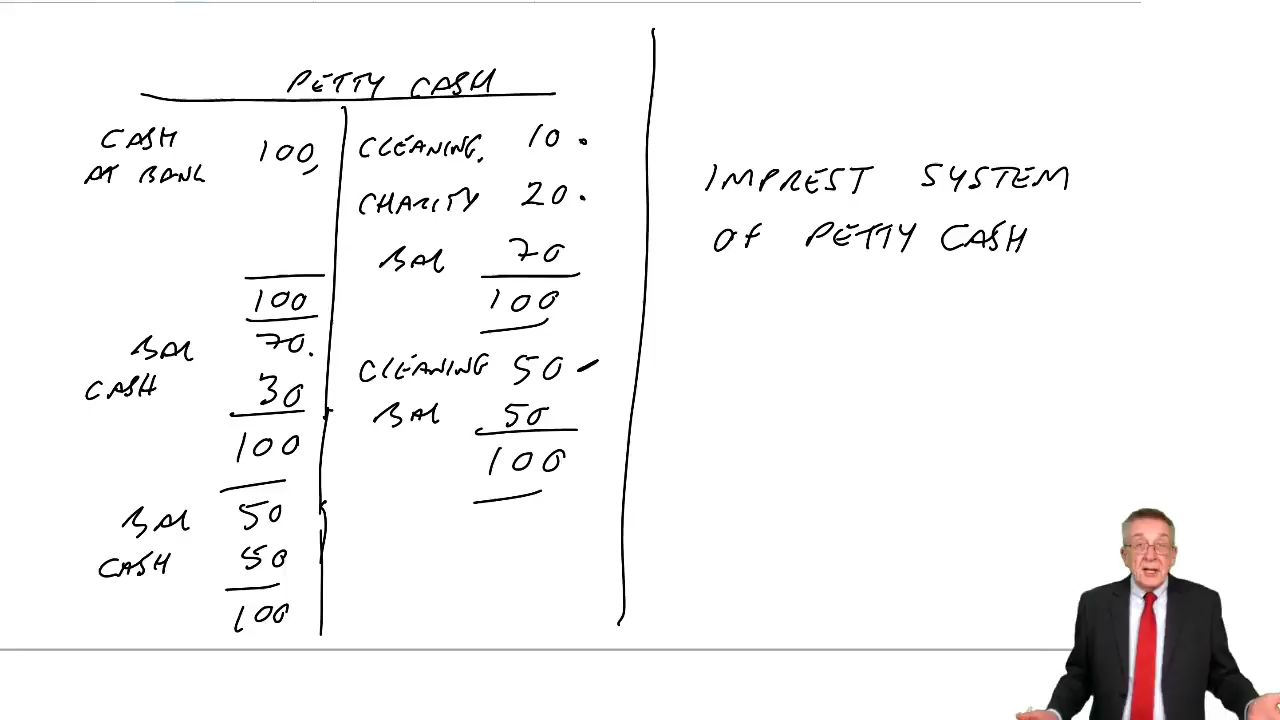 PETTY CASH
CASH
AT BANK 100
CLEANING 10
CHARITY 20
BAL 70
100
100
BAL 70
CASH 30
100
CLEANING 50
BAL 50
100
BAL 50
CASH 50
100
IMPREST SYSTEM
OF PETTY CASH